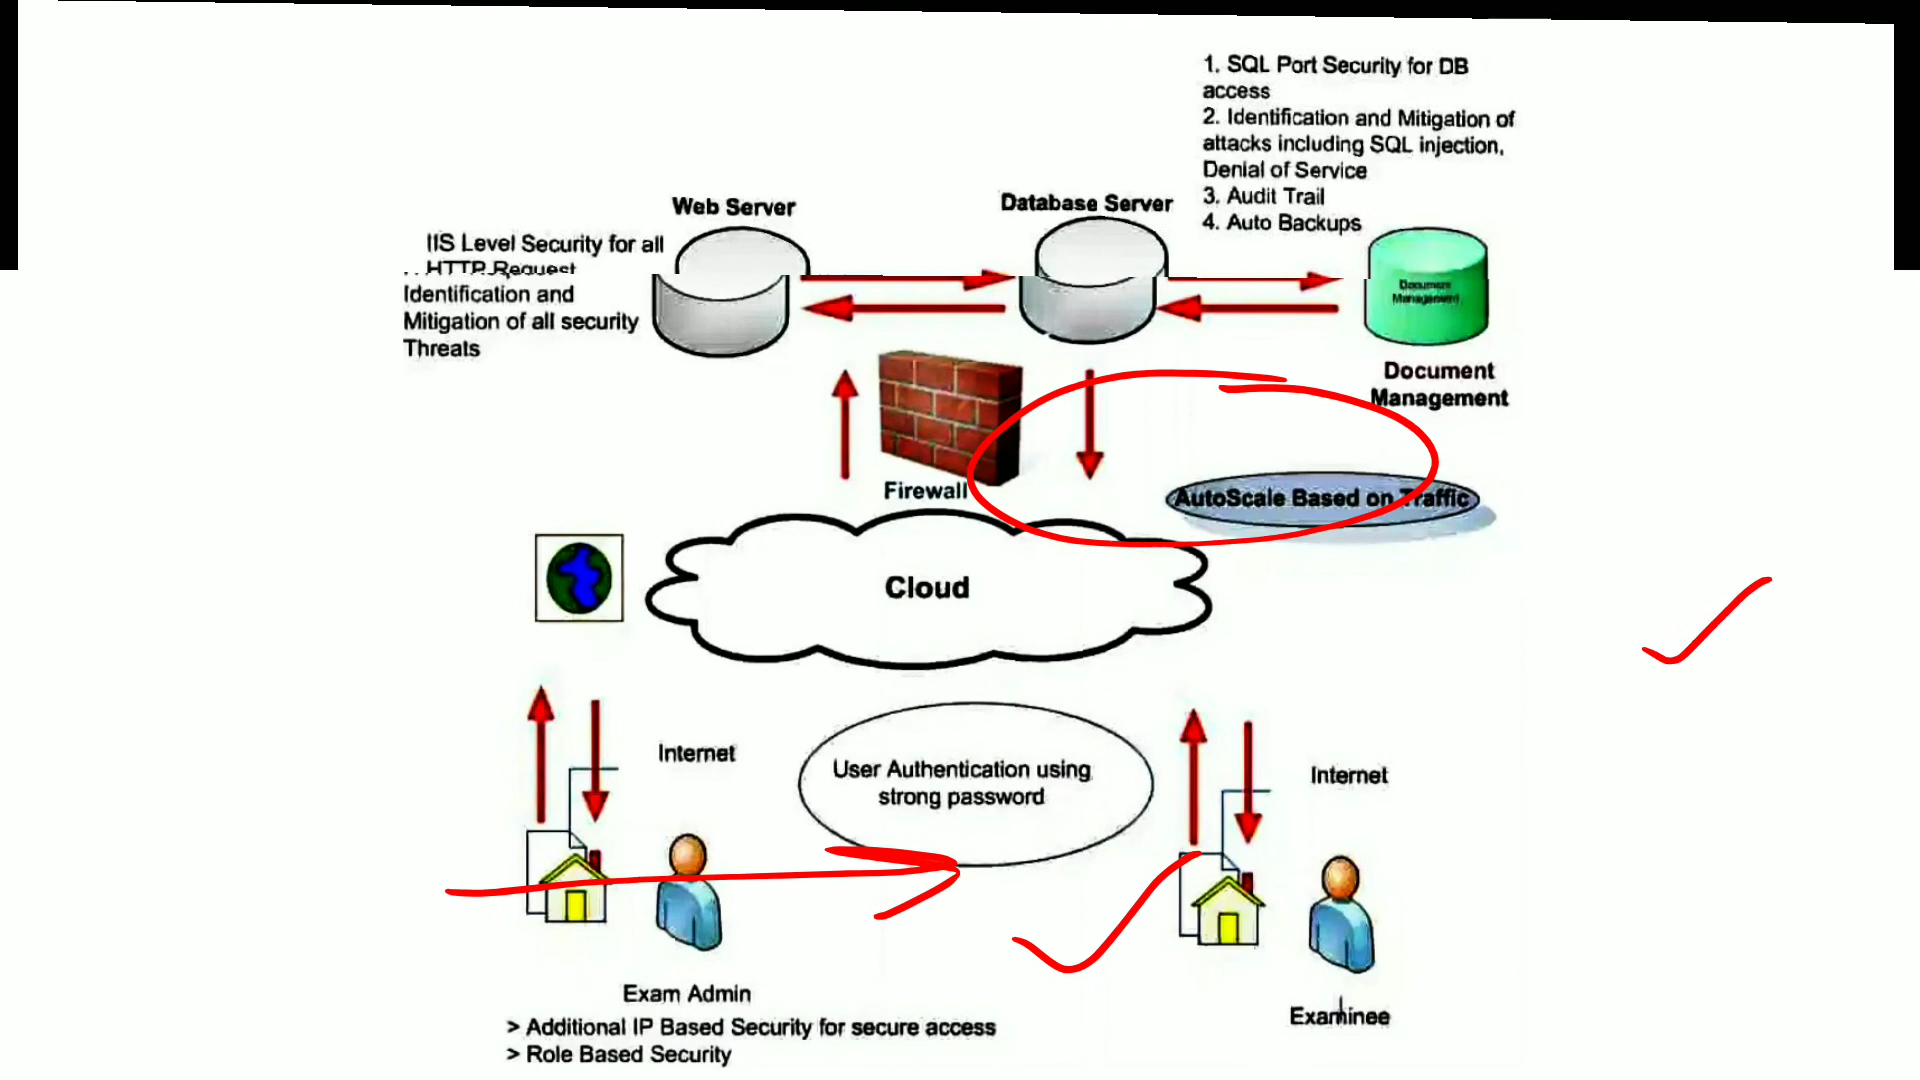 1. SQL Port Security for DB
access
2. Identification and Mitigation of
attacks including SQL injection,
Denial of Service
3. Audit Trail
4. Auto Backups
Web Server
Database Server
IIS Level Security for all
HTTP Request
Identification and
Mitigation of all security
Threats
Document
Management
Document
Management
Firewall
AutoScale Based on Traffic
Cloud
Internet
User Authentication using
strong password
Internet
Exam Admin
> Additional IP Based Security for secure access
> Role Based Security
Examinee